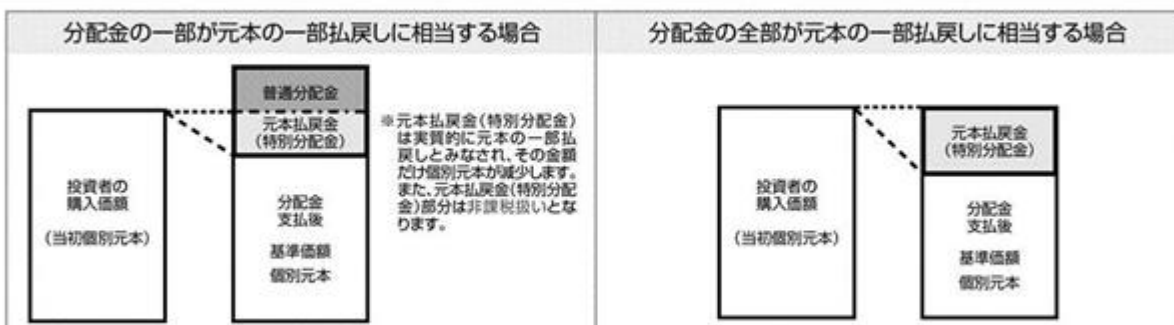 分配金の一部が元本の一部払戻しに相当する場合
普通分配金
元本払戻金
(特別分配金)
投資者の
購入価額
(当初個別元本)
分配金
支払後
基準価額
個別元本
※元本払戻金(特別分配金)
は実質的に元本の一部払
戻しとみなされ、その金額
だけ個別元本が減少します。
また、元本払戻金(特別分配
金)部分は非課税扱いとな
ります。
分配金の全部が元本の一部払戻しに相当する場合
元本払戻金
(特別分配金)
投資者の
購入価額
(当初個別元本)
分配金
支払後
基準価額
個別元本